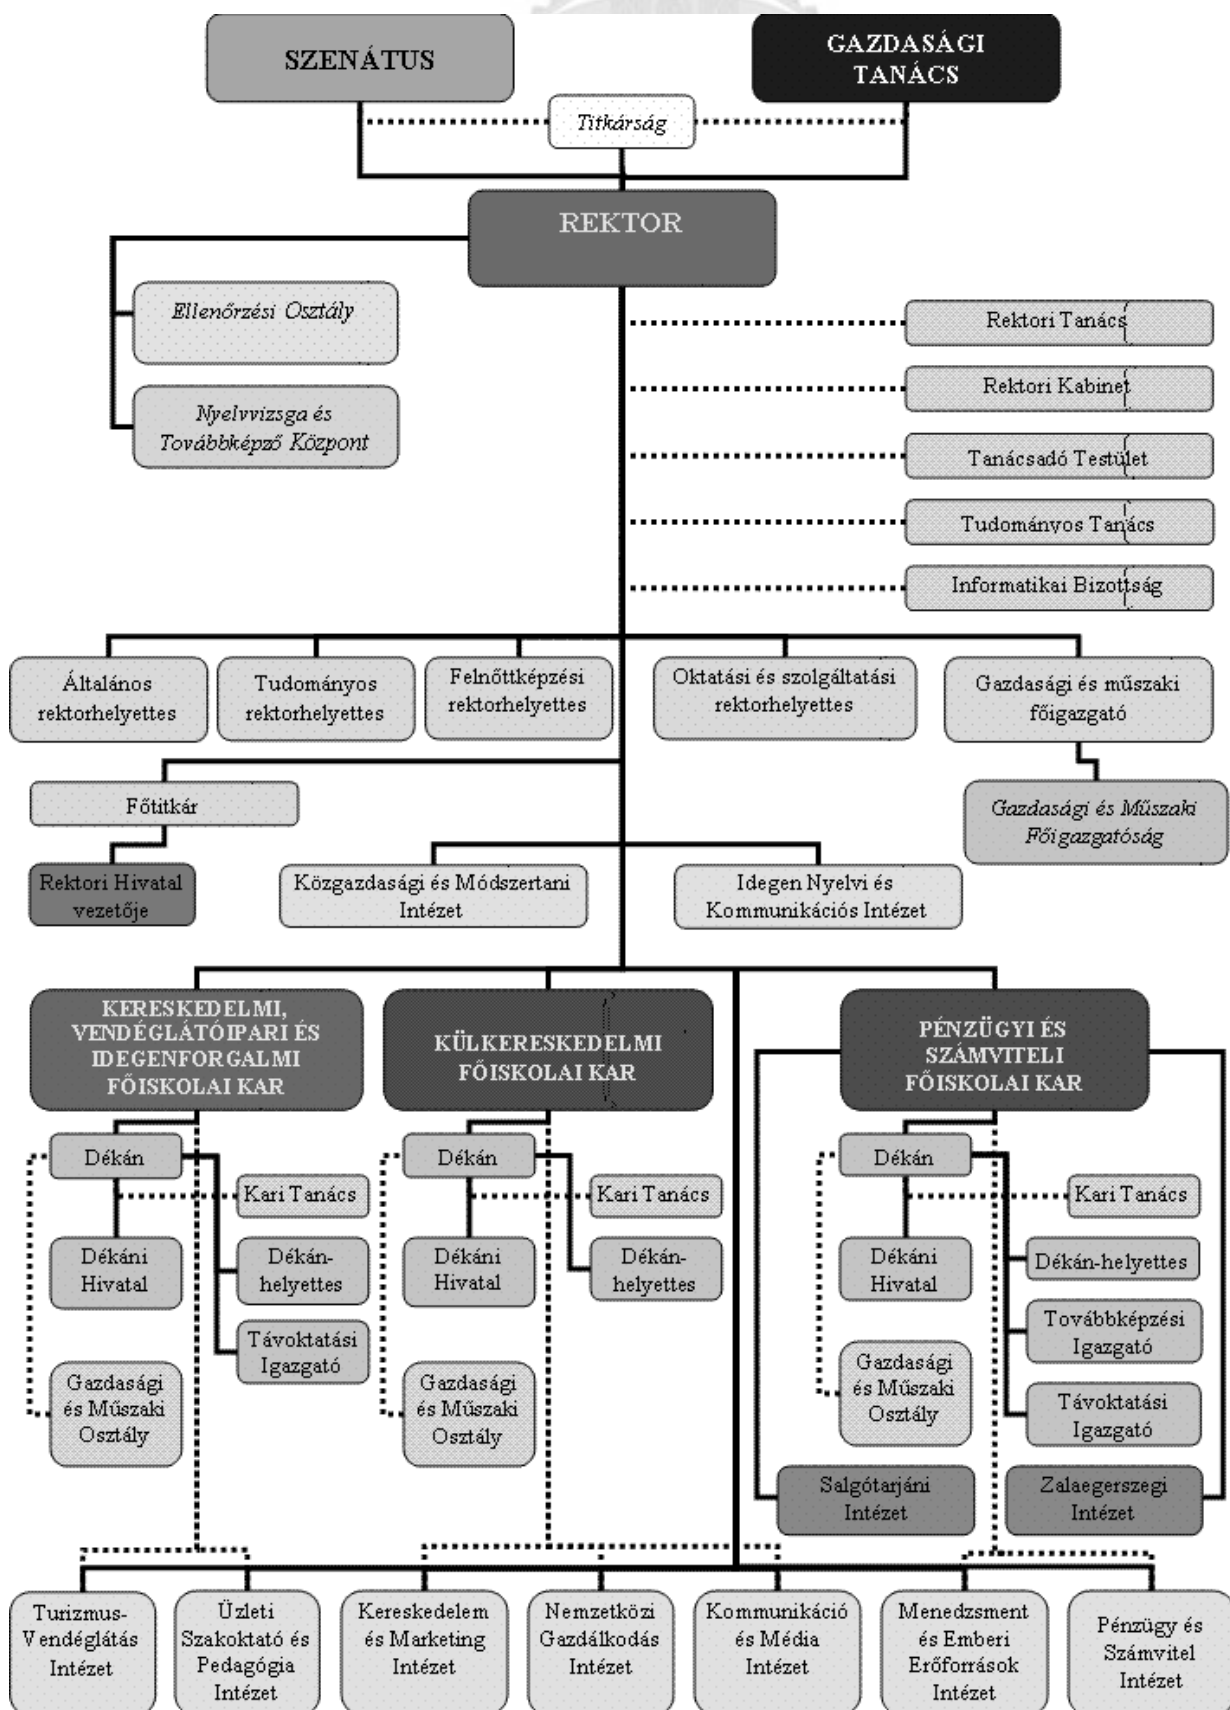 SZENÁTUS
GAZDASÁGI
TANÁCS
Titkárság
REKTOR
Ellenőrzési Osztály
Nyelvvizsga és
Továbbképző Központ
Rektori Tanács
Rektori Kabinet
Tanácsadó Testület
Tudományos Tanács
Informatikai Bizottság
Általános
rektorhelyettes
Tudományos
rektorhelyettes
Felnőttképzési
rektorhelyettes
Oktatási és szolgáltatási
rektorhelyettes
Gazdasági és műszaki
főigazgató
Főtitkár
Gazdasági és Műszaki
Főigazgatóság
Rektori Hivatal
vezetője
Közgazdasági és Módszertani
Intézet
Idegen Nyelvi és
Kommunikációs Intézet
KERESKEDELMI,
VENDÉGLÁTÓIPARI ÉS
IDEGENFORGALMI
FŐISKOLAI KAR
KÜLKERESKEDELMI
FŐISKOLAI KAR
PÉNZÜGYI ÉS
SZÁMVITELI
FŐISKOLAI KAR
Dékán
Kari Tanács
Dékáni
Hivatal
Dékán-
helyettes
Távoktatási
Igazgató
Gazdasági
és Műszaki
Osztály
Dékán
Kari Tanács
Dékáni
Hivatal
Dékán-
helyettes
Gazdasági
és Műszaki
Osztály
Dékán
Kari Tanács
Dékáni
Hivatal
Dékán-helyettes
Továbbképzési
Igazgató
Gazdasági
és Műszaki
Osztály
Távoktatási
Igazgató
Salgótarjáni
Intézet
Zalaegerszegi
Intézet
Turizmus-
Vendéglátás
Intézet
Üzleti
Szakoktató és
Pedagógia
Intézet
Kereskedelem
és Marketing
Intézet
Nemzetközi
Gazdálkodás
Intézet
Kommunikáció
és Média
Intézet
Menedzsment
és Emberi
Erőforrások
Intézet
Pénzügy és
Számvitel
Intézet